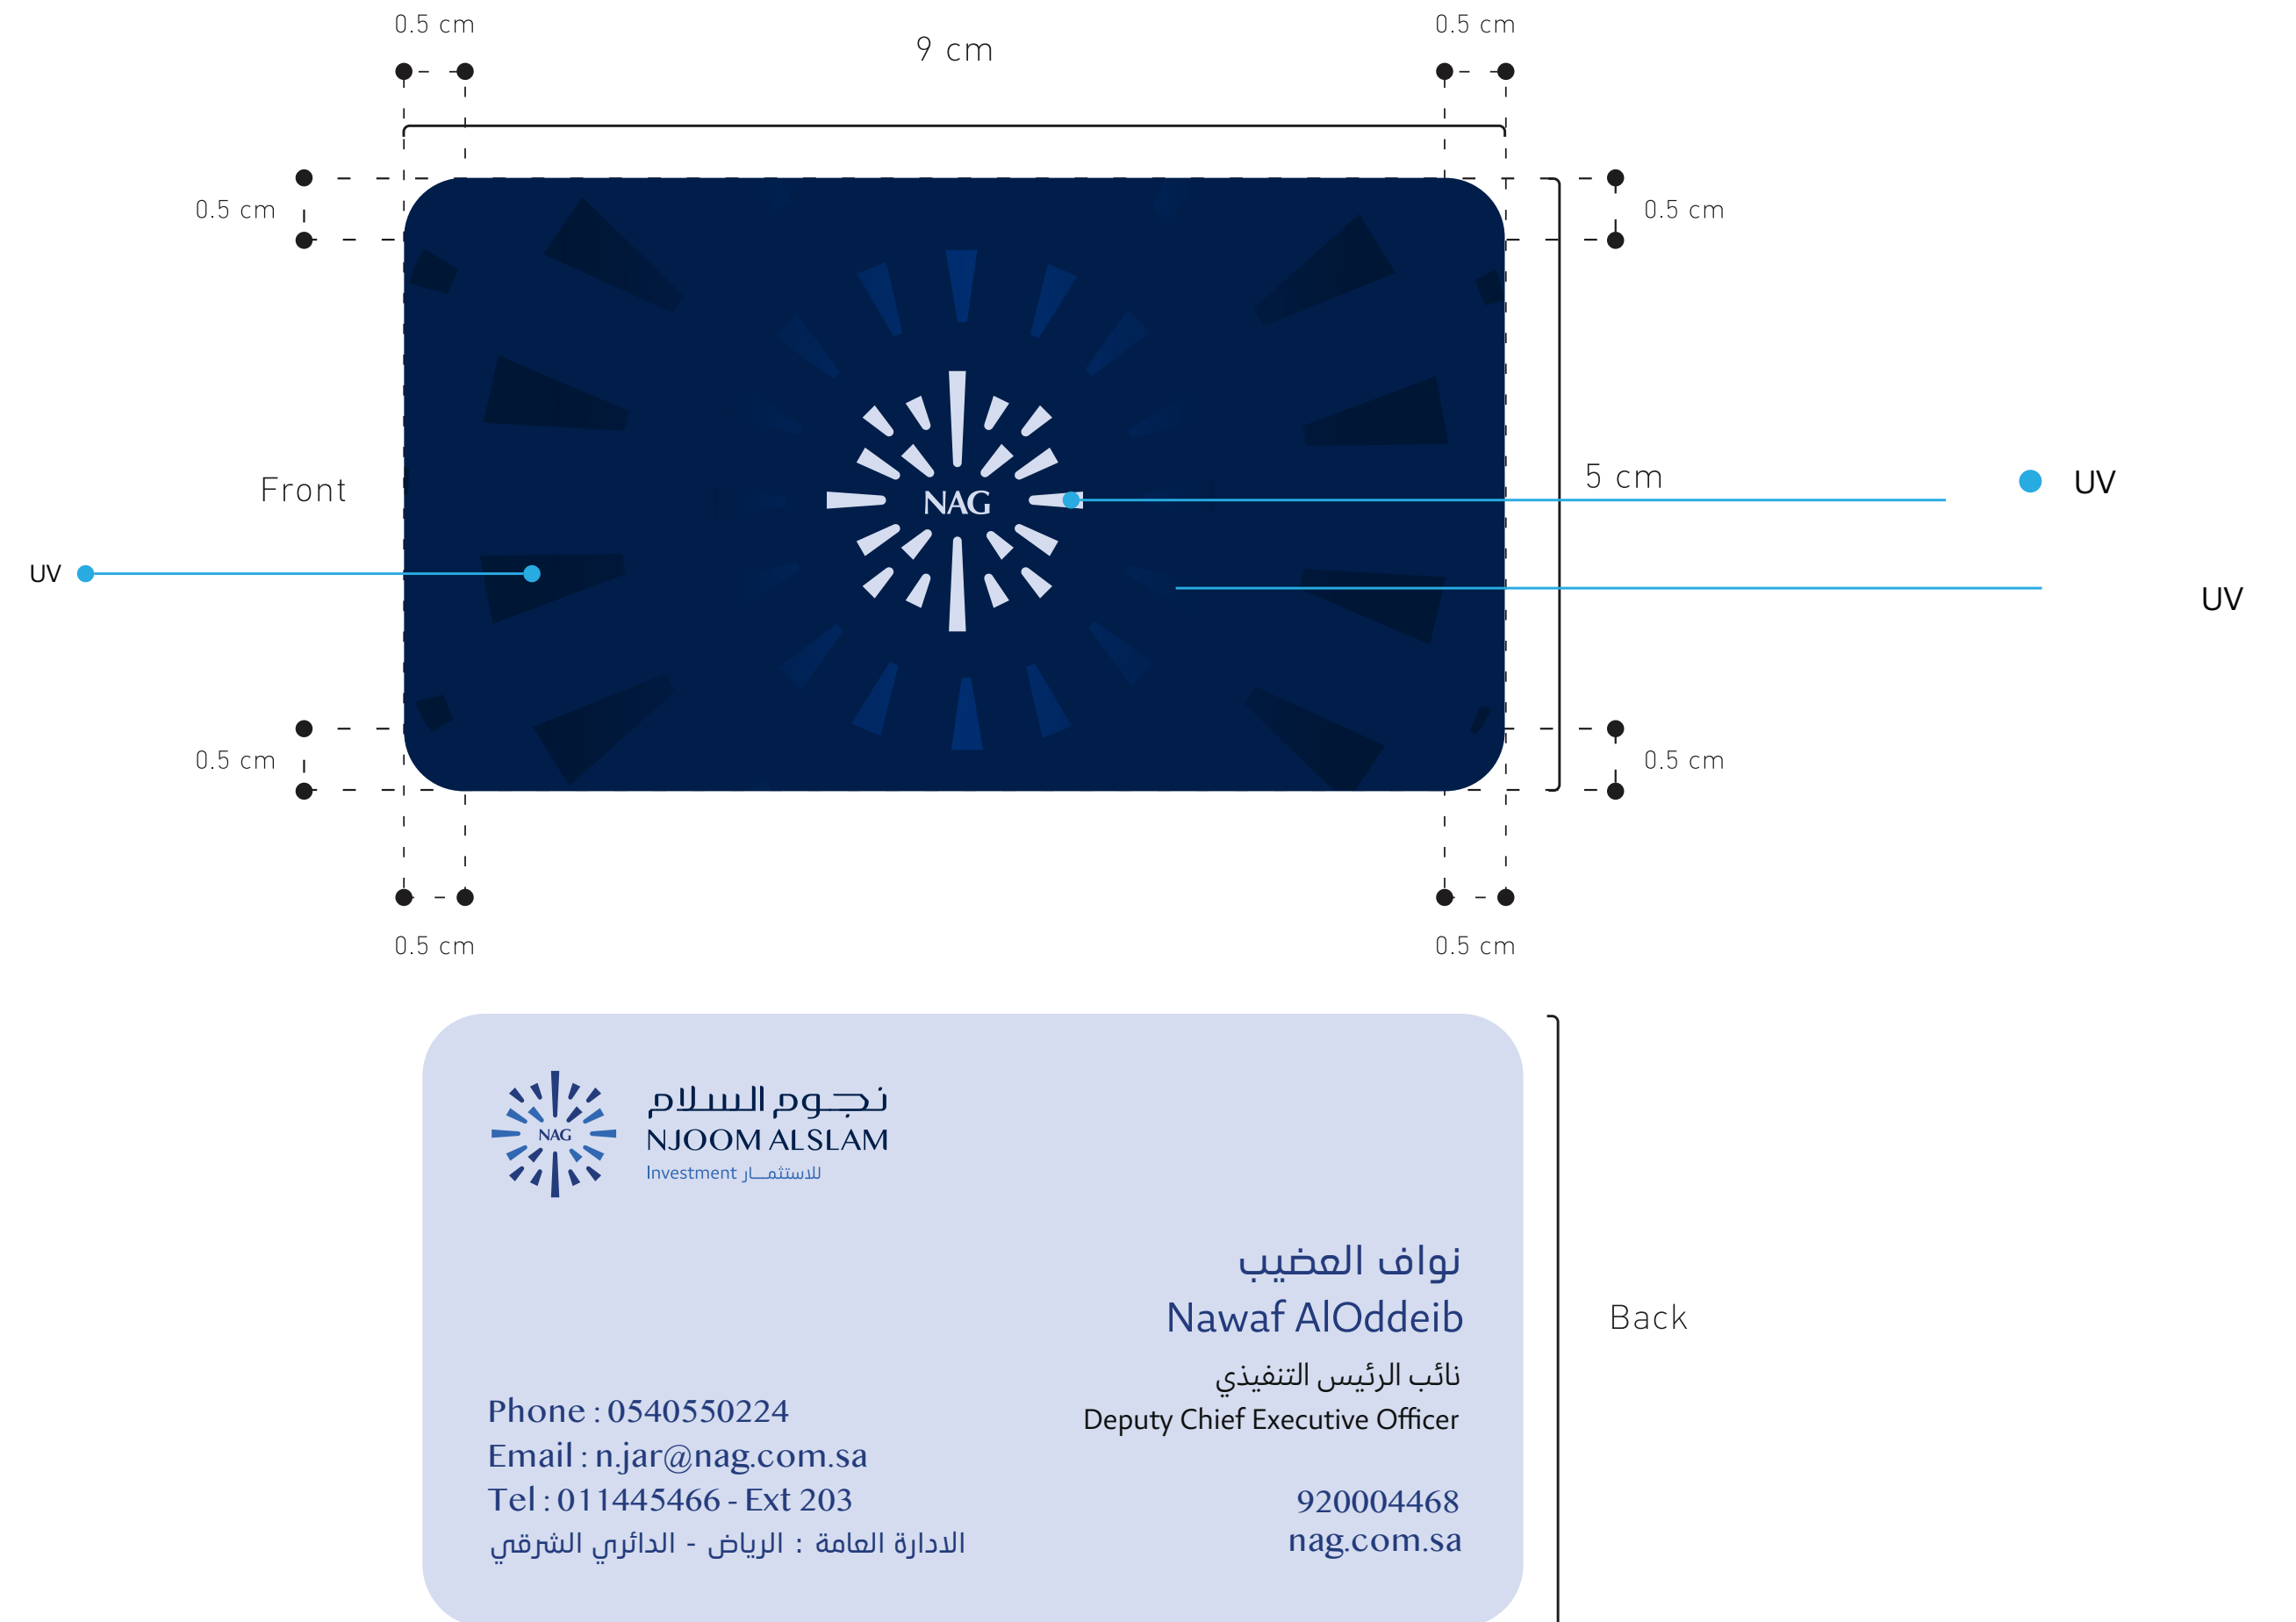 0.5 cm
9 cm
0.5 cm
0.5 cm
0.5 cm
Front
NAG
5 cm
UV
UV
UV
0.5 cm
0.5 cm
0.5 cm
0.5 cm
NAG
نجوم السلام
NJOOM ALSLAM
Investment للاستثمـــار
نواف العضيب
Nawaf AlOddeib
Back
نائب الرئيس التنفيذي
Deputy Chief Executive Officer
Phone : 0540550224
Email : n.jar@nag.com.sa
Tel : 011445466 - Ext 203
الادارة العامة : الرياض - الدائري الشرقي
920004468
nag.com.sa